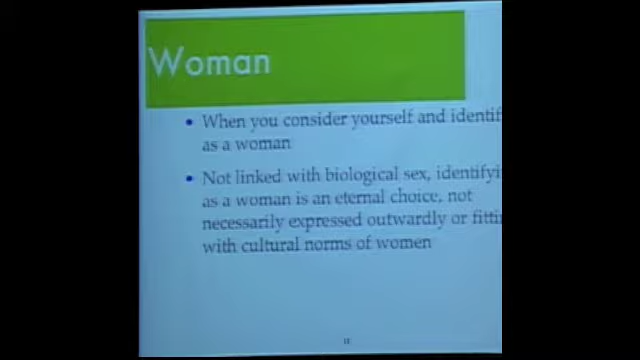 Woman
• When you consider yourself and identif
as a woman
• Not linked with biological sex, identifyi
as a woman is an eternal choice, not
necessarily expressed outwardly or fittin
with cultural norms of women